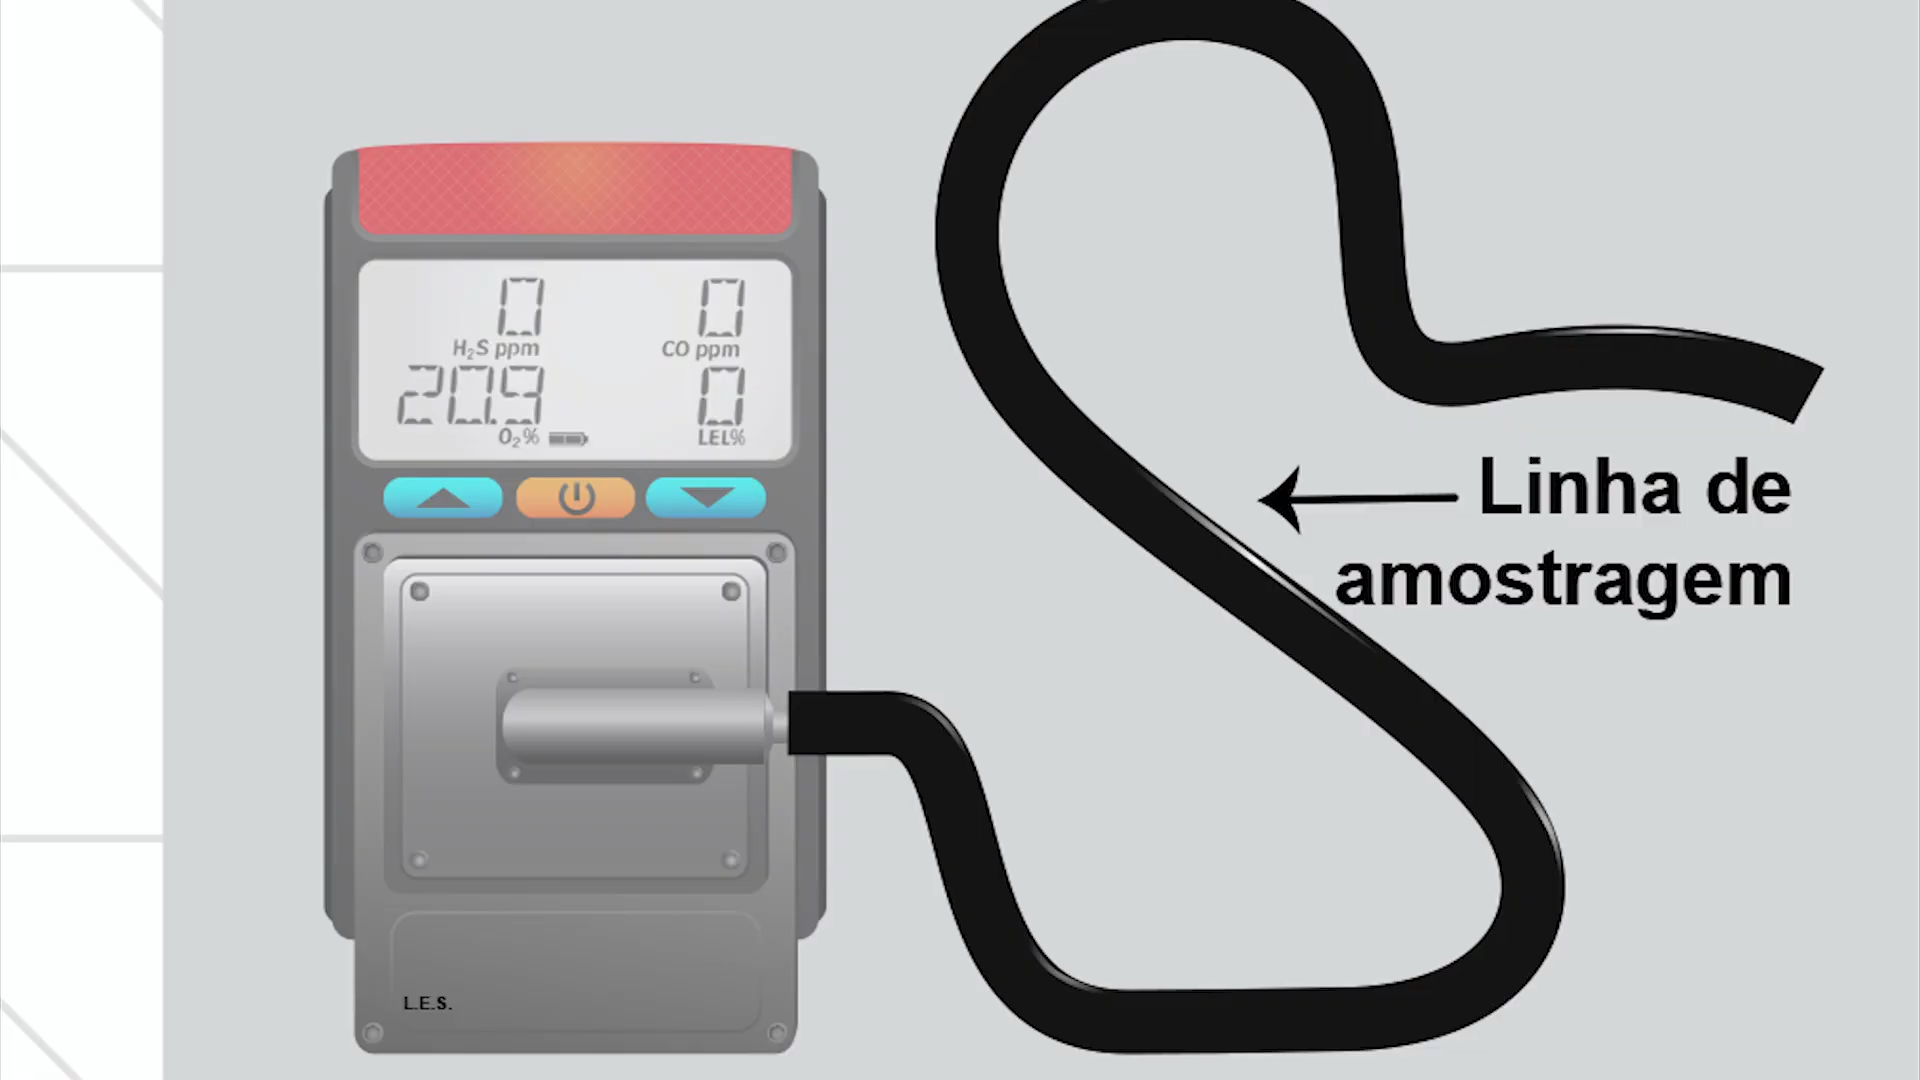 0 0
H₂S ppm CO ppm
20.9 0
O₂% LEL%
Linha de
amostragem
L.E.S.